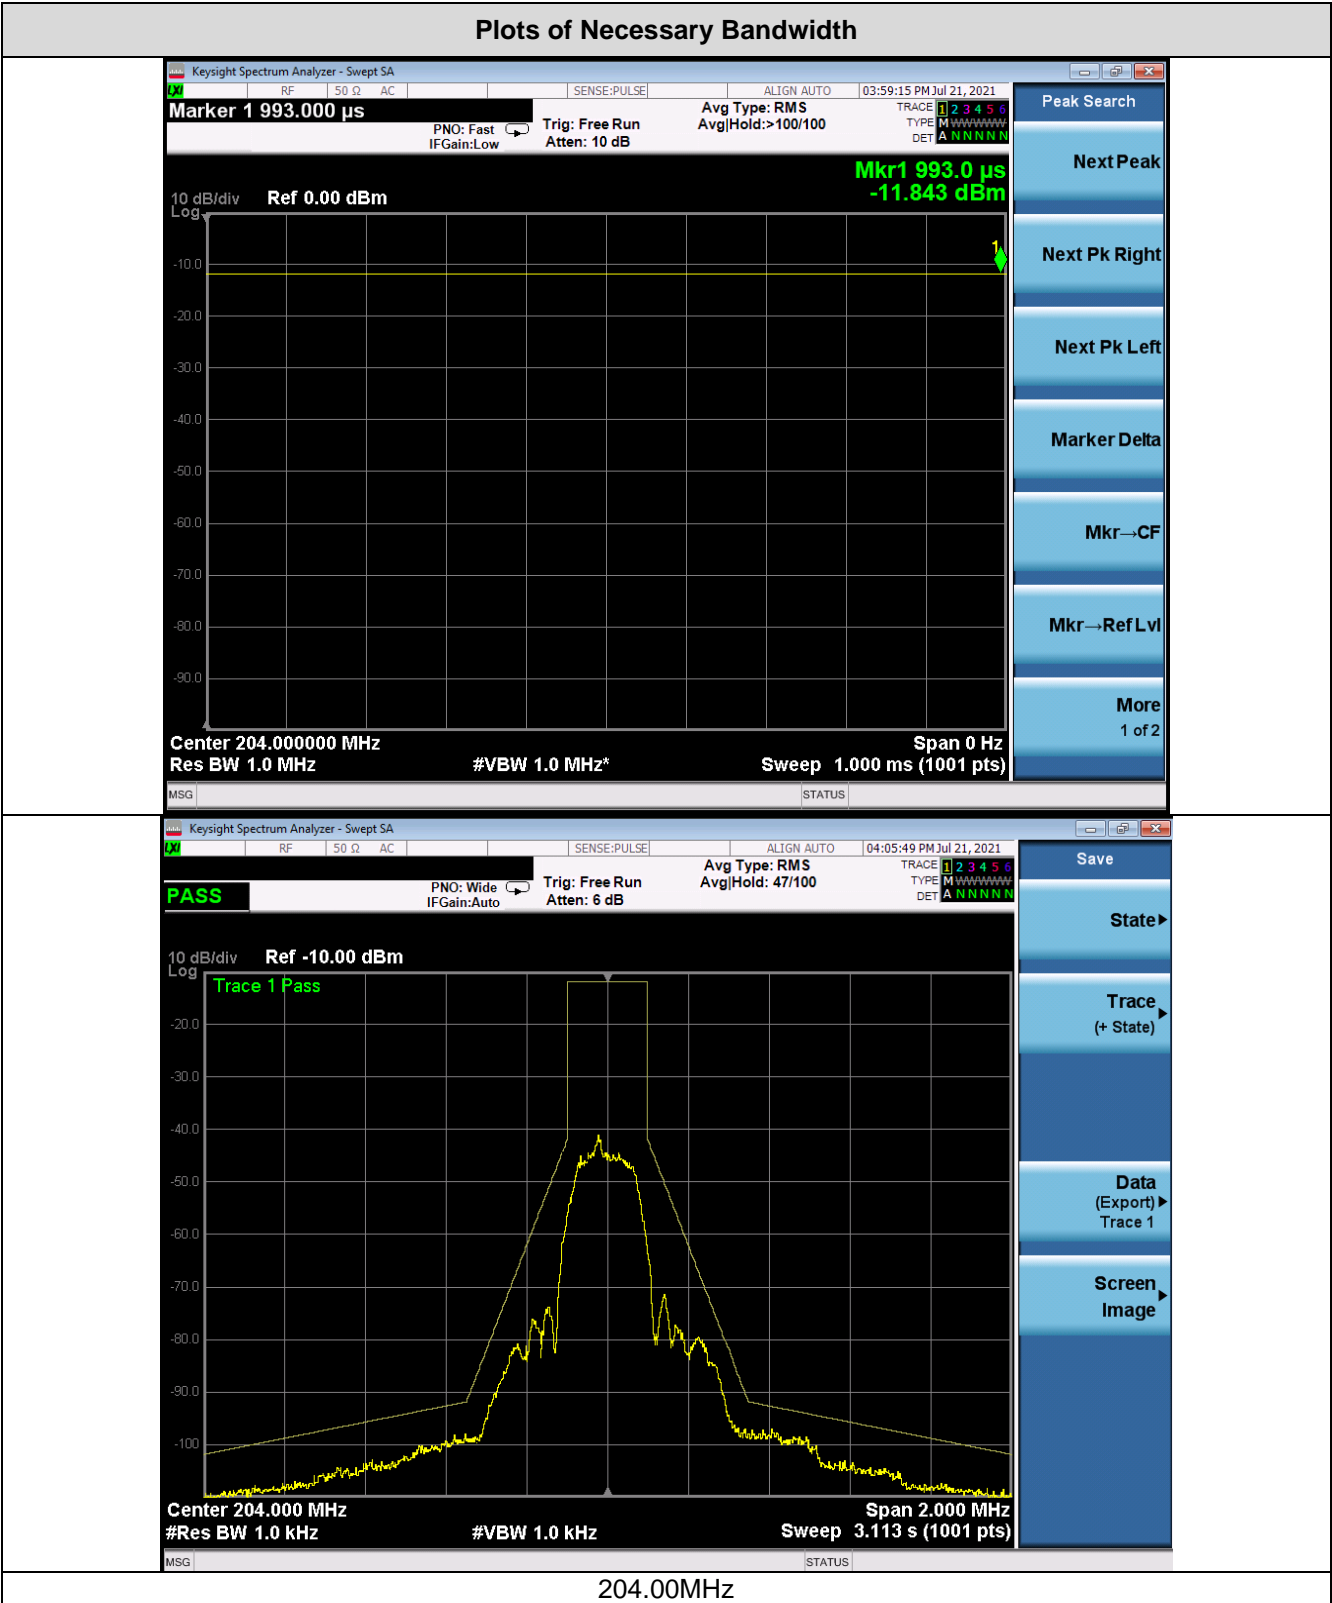 Plots of Necessary Bandwidth
Keysight Spectrum Analyzer - Swept SA
LXI RF 50 Ω AC SENSE:PULSE ALIGN AUTO 03:59:15 PM Jul 21, 2021
Marker 1 993.000 µs
PNO: Fast
IFGain:Low
Trig: Free Run
Atten: 10 dB
Avg Type: RMS
Avg|Hold:>100/100
TRACE 1 2 3 4 5 6
TYPE M WWWWW
DET A N N N N N
Mkr1 993.0 µs
-11.843 dBm
10 dB/div Ref 0.00 dBm
Log
1
-10.0
-20.0
-30.0
-40.0
-50.0
-60.0
-70.0
-80.0
-90.0
Center 204.000000 MHz Span 0 Hz
Res BW 1.0 MHz #VBW 1.0 MHz* Sweep 1.000 ms (1001 pts)
MSG STATUS
Peak Search
Next Peak
Next Pk Right
Next Pk Left
Marker Delta
Mkr→CF
Mkr→Ref Lvl
More
1 of 2
Keysight Spectrum Analyzer - Swept SA
LXI RF 50 Ω AC SENSE:PULSE ALIGN AUTO 04:05:49 PM Jul 21, 2021
PASS
PNO: Wide
IFGain:Auto
Trig: Free Run
Atten: 6 dB
Avg Type: RMS
Avg|Hold: 47/100
TRACE 1 2 3 4 5 6
TYPE M WWWWW
DET A N N N N N
10 dB/div Ref -10.00 dBm
Log
Trace 1 Pass
-20.0
-30.0
-40.0
-50.0
-60.0
-70.0
-80.0
-90.0
-100
Center 204.000 MHz Span 2.000 MHz
#Res BW 1.0 kHz #VBW 1.0 kHz Sweep 3.113 s (1001 pts)
MSG STATUS
Save
State
Trace
(+ State)
Data
(Export)
Trace 1
Screen
Image
204.00MHz